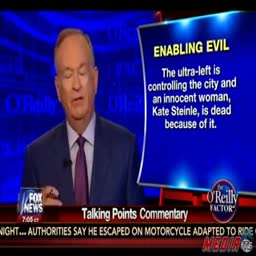 ENABLING EVIL
The ultra-left is
controlling the city and
an innocent woman,
Kate Steinle, is dead
because of it.
FOX
NEWS
7:05 ET
Talking Points Commentary
THE
O'Reilly
FACTOR
NIGHT... AUTHORITIES SAY HE ESCAPED ON MOTORCYCLE ADAPTED TO RIDE
MEDIA